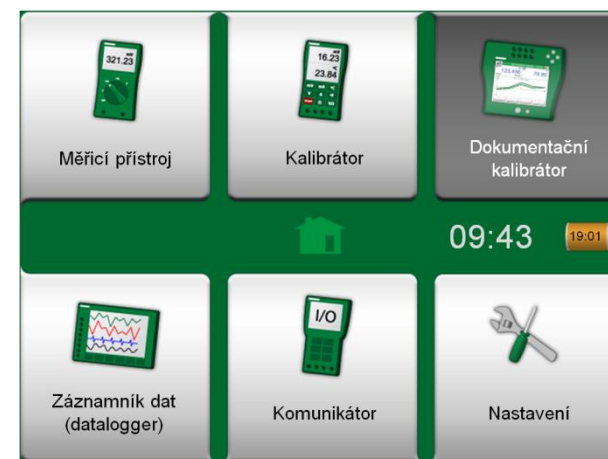 321.23
16.23
23.84
Měřicí přístroj
Kalibrátor
Dokumentační
kalibrátor
09:43
19:01
I/O
Záznamník dat
(datalogger)
Komunikátor
Nastavení